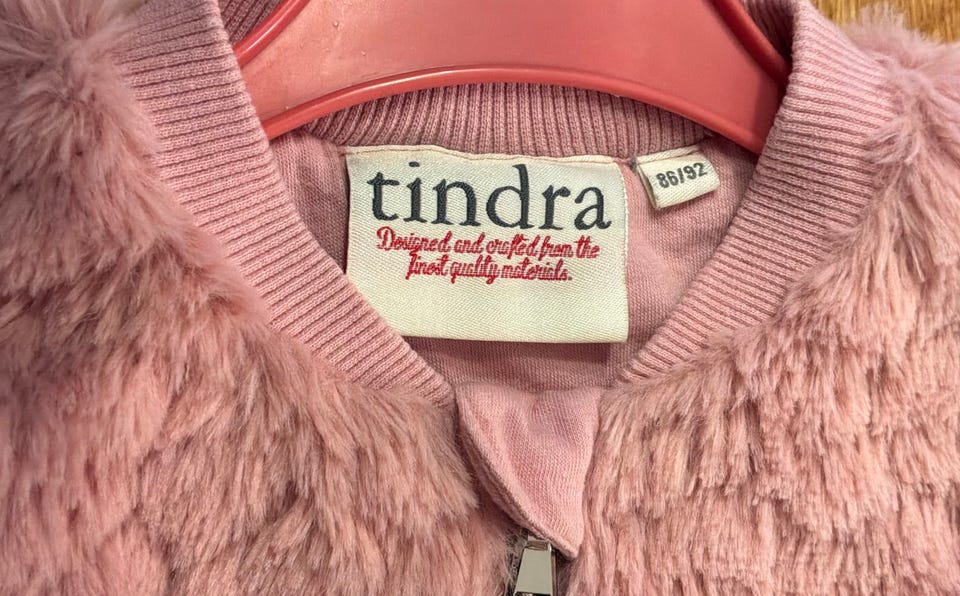 tindra
Designed and crafted from the
finest quality materials.
86/92